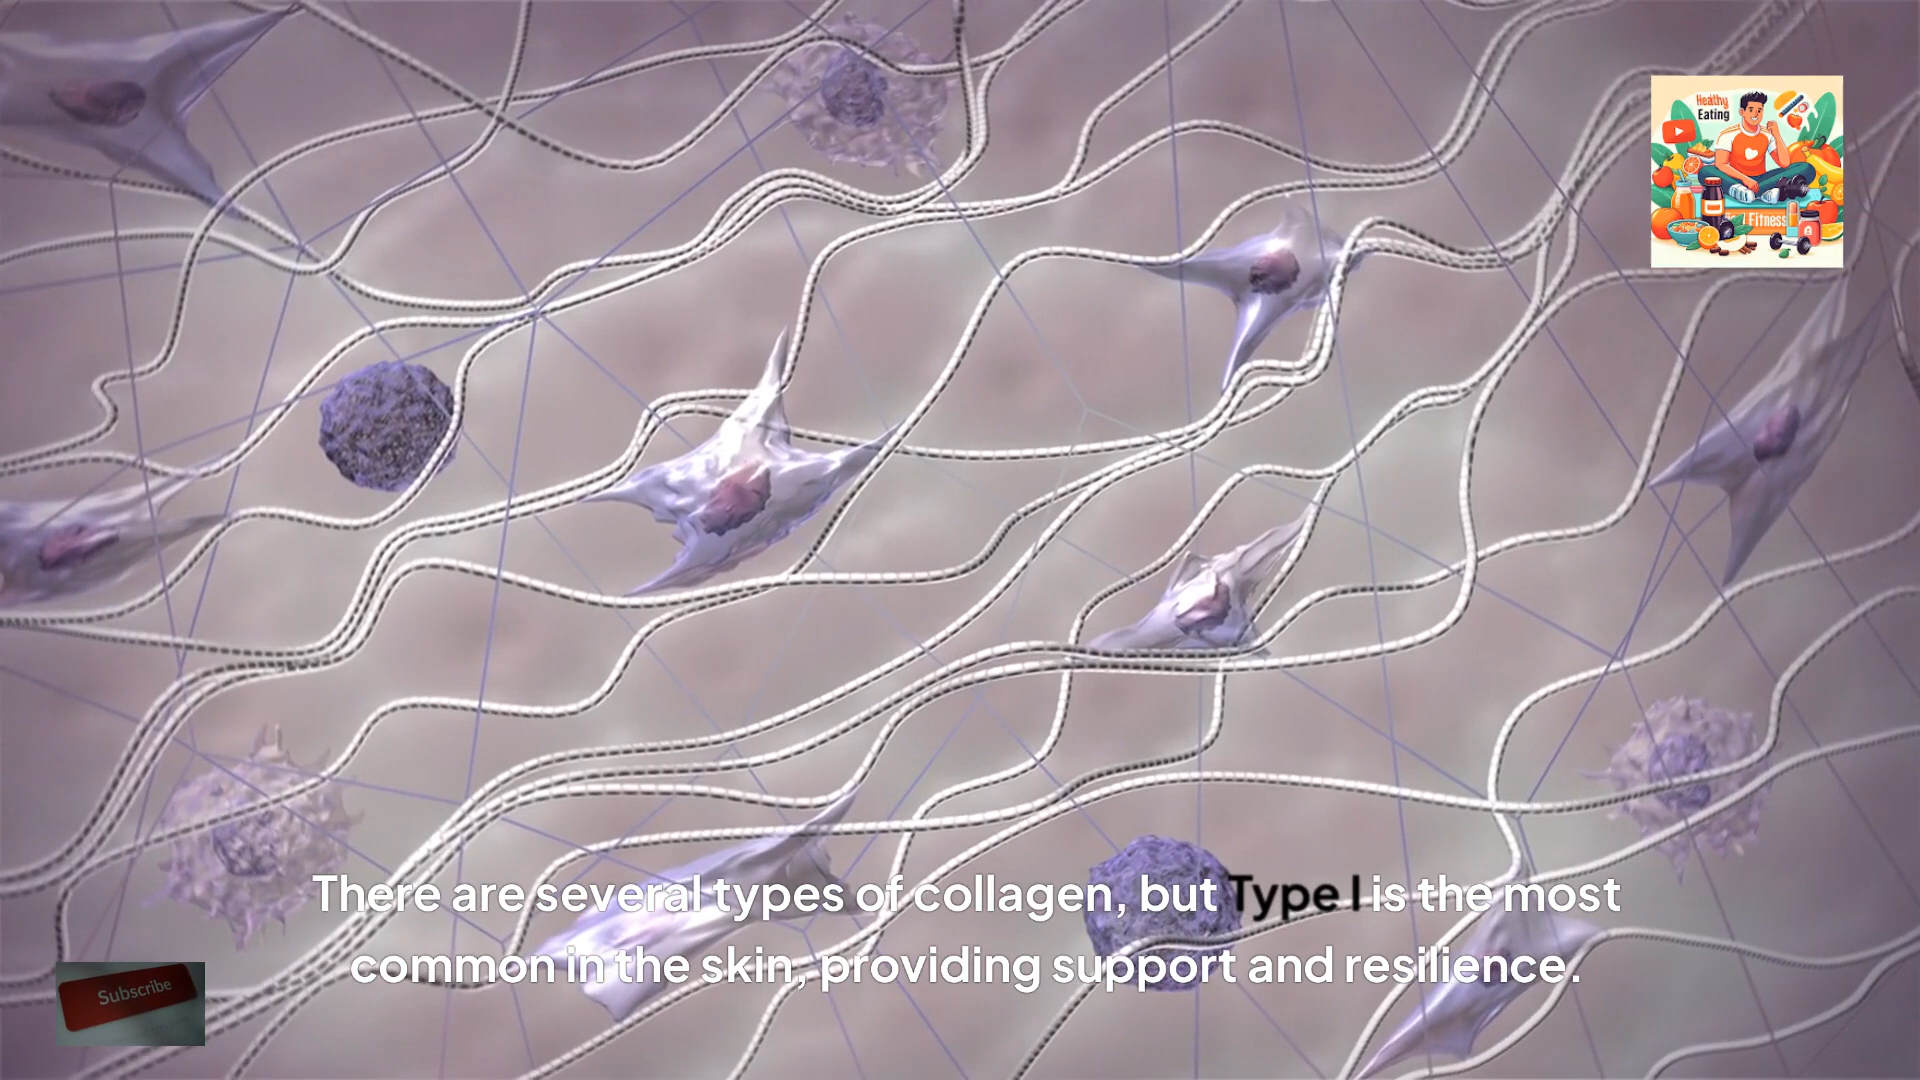 Healthy
Eating
Fitness
There are several types of collagen, but Type I is the most
common in the skin, providing support and resilience.
Subscribe